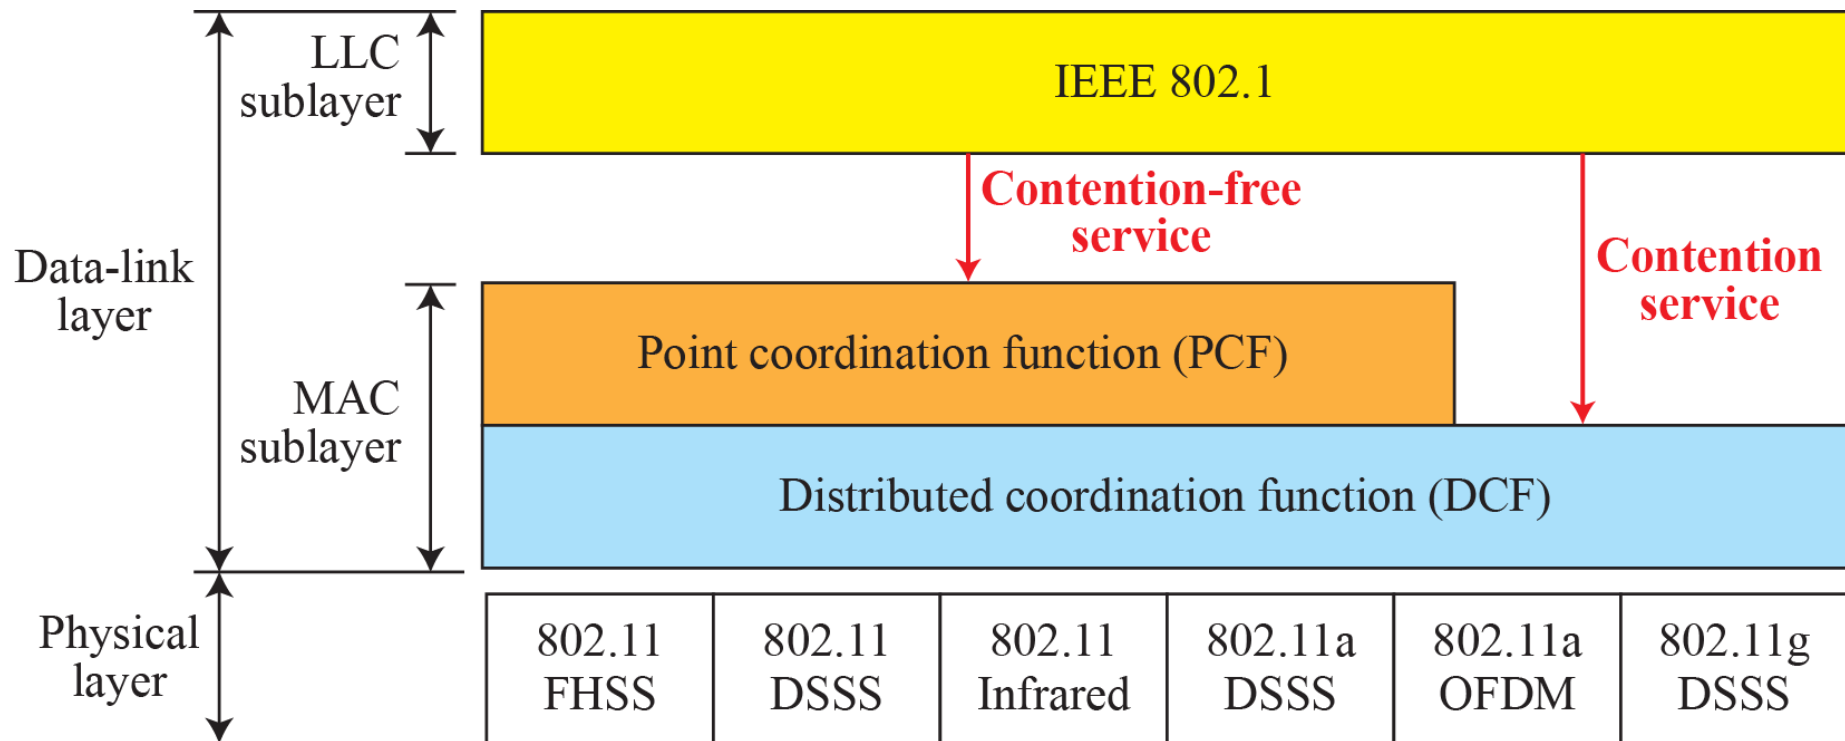 LLC
sublayer
IEEE 802.1
Contention-free
service
Contention
service
Data-link
layer
MAC
sublayer
Point coordination function (PCF)
Distributed coordination function (DCF)
Physical
layer
802.11
FHSS
802.11
DSSS
802.11
Infrared
802.11a
DSSS
802.11a
OFDM
802.11g
DSSS